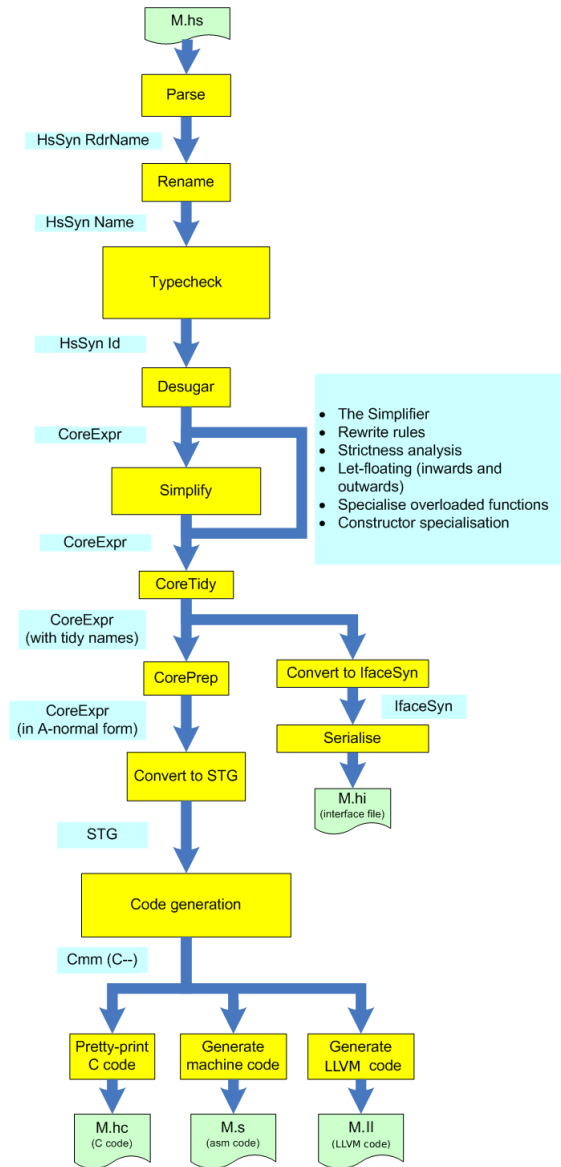 M.hs
Parse
HsSyn RdrName
Rename
HsSyn Name
Typecheck
HsSyn Id
Desugar
CoreExpr
• The Simplifier
• Rewrite rules
• Strictness analysis
• Let-floating (inwards and
outwards)
• Specialise overloaded functions
• Constructor specialisation
Simplify
CoreExpr
CoreTidy
CoreExpr
(with tidy names)
CorePrep
Convert to IfaceSyn
CoreExpr
(in A-normal form)
IfaceSyn
Serialise
Convert to STG
M.hi
(interface file)
STG
Code generation
Cmm (C--)
Pretty-print
C code
Generate
machine code
Generate
LLVM code
M.hc
(C code)
M.s
(asm code)
M.ll
(LLVM code)